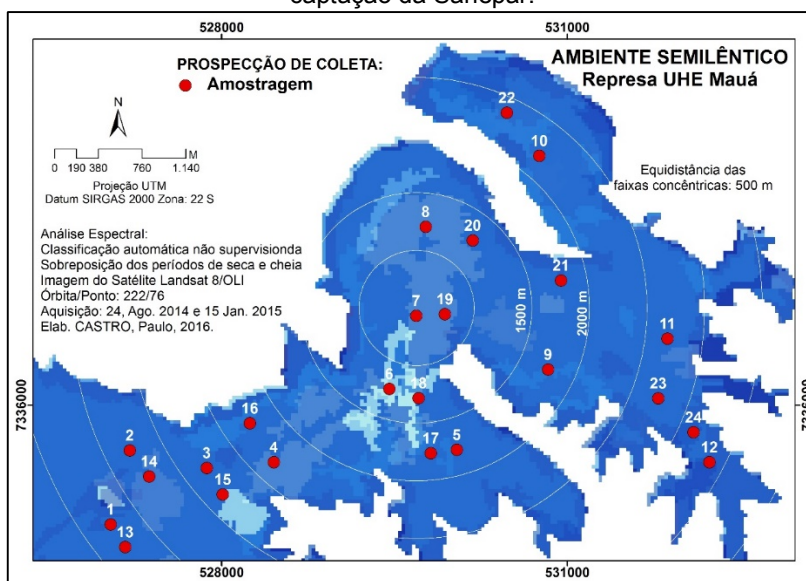 captação da Sanepar.
528000
531000
PROSPECÇÃO DE COLETA:
Amostragem
AMBIENTE SEMILÊNTICO
Represa UHE Mauá
N
M
0 190 380 760 1.140
Projeção UTM
Datum SIRGAS 2000 Zona: 22 S
Equidistância das
faixas concêntricas: 500 m
Análise Espectral:
Classificação automática não supervisionda
Sobreposição dos períodos de seca e cheia
Imagem do Satélite Landsat 8/OLI
Órbita/Ponto: 222/76
Aquisição: 24, Ago. 2014 e 15 Jan. 2015
Elab. CASTRO, Paulo, 2016.
22
10
8
20
21
7
19
1500 m
2000 m
11
9
6
18
23
7336000
7336000
16
24
2
17
5
12
3
4
14
15
1
13
528000
531000